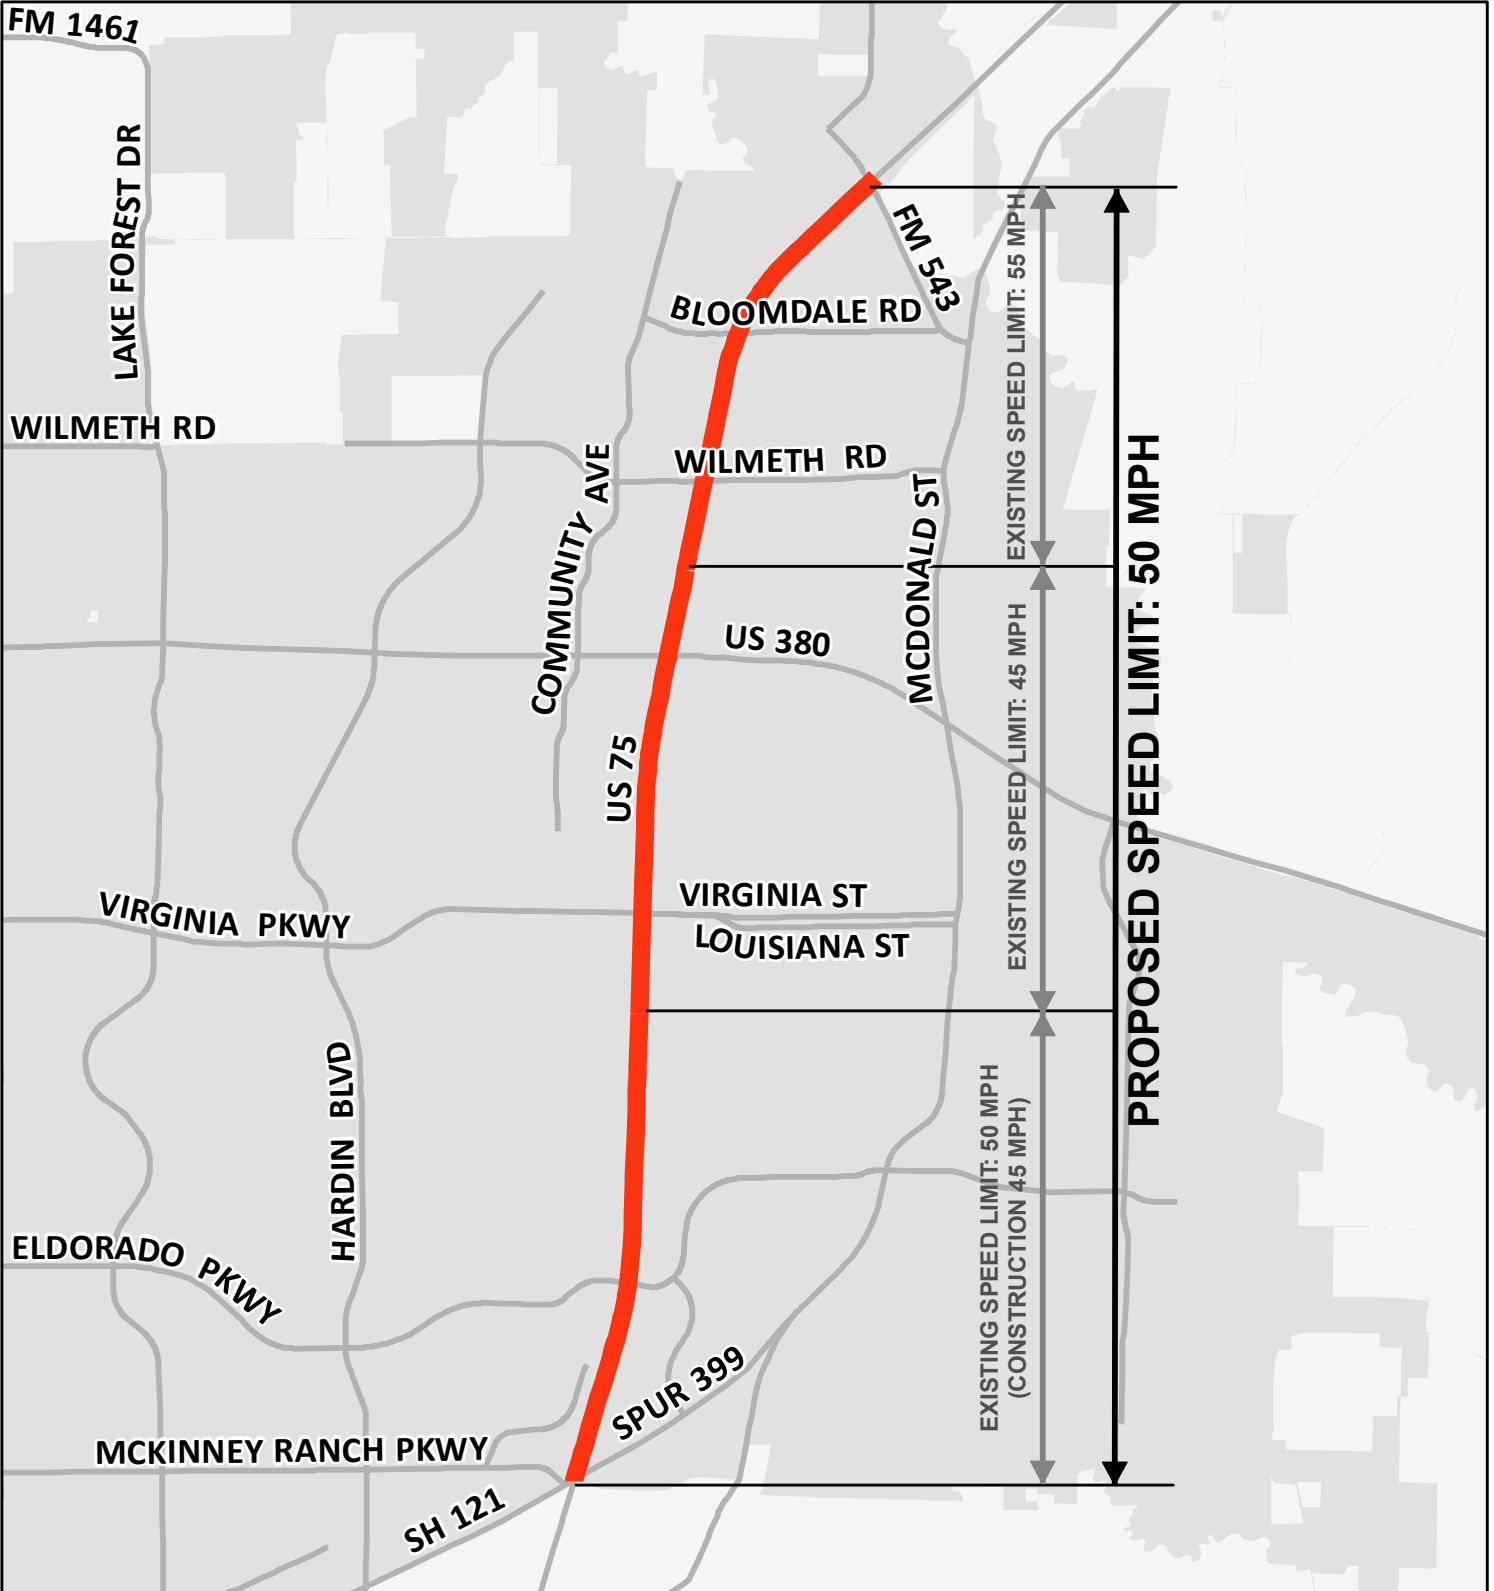 FM 1461
LAKE FOREST DR
FM 543
BLOOMDALE RD
EXISTING SPEED LIMIT: 55 MPH
WILMETH RD
WILMETH RD
COMMUNITY AVE
MCDONALD ST
PROPOSED SPEED LIMIT: 50 MPH
US 380
EXISTING SPEED LIMIT: 45 MPH
US 75
VIRGINIA PKWY
VIRGINIA ST
LOUISIANA ST
HARDIN BLVD
EXISTING SPEED LIMIT: 50 MPH
(CONSTRUCTION 45 MPH)
ELDORADO PKWY
SPUR 399
MCKINNEY RANCH PKWY
SH 121